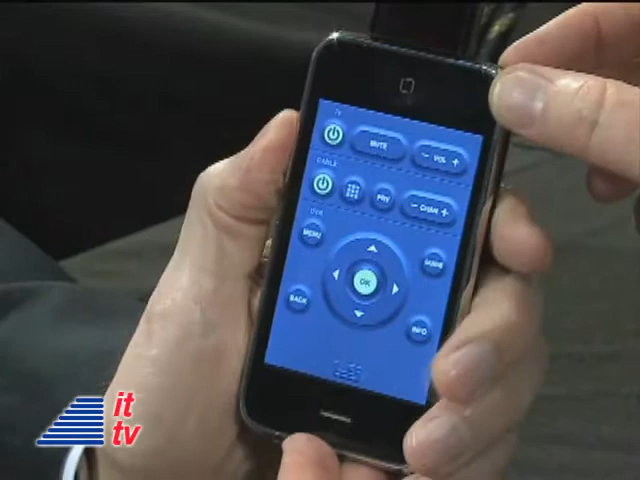 TV
MUTE
- VOL +
CABLE
PRV
- CHAN +
DVR
MENU
GUIDE
OK
BACK
INFO
it
tv